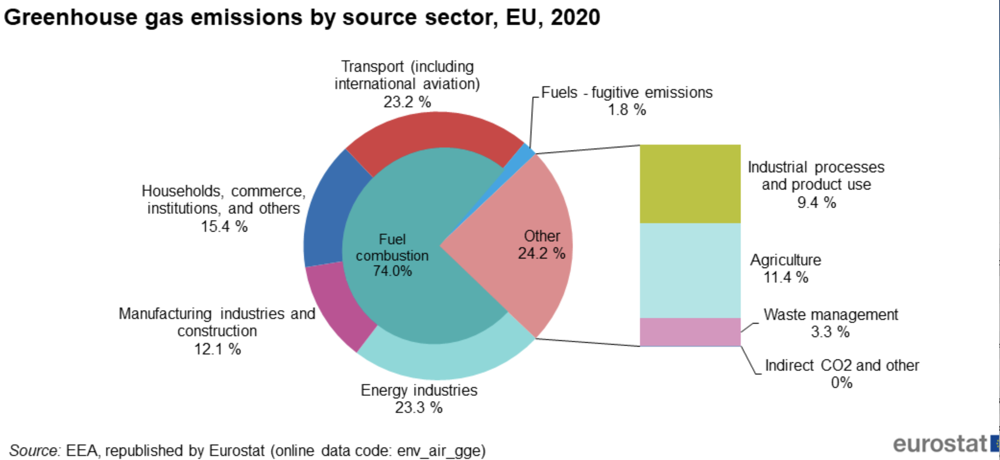 Greenhouse gas emissions by source sector, EU, 2020
Transport (including
international aviation)
23.2 %
Fuels - fugitive emissions
1.8 %
Industrial processes
and product use
9.4 %
Households, commerce,
institutions, and others
15.4 %
Fuel
combustion
74.0%
Other
24.2 %
Agriculture
11.4 %
Manufacturing industries and
construction
12.1 %
Waste management
3.3 %
Indirect CO2 and other
0%
Energy industries
23.3 %
Source: EEA, republished by Eurostat (online data code: env_air_gge)
eurostat